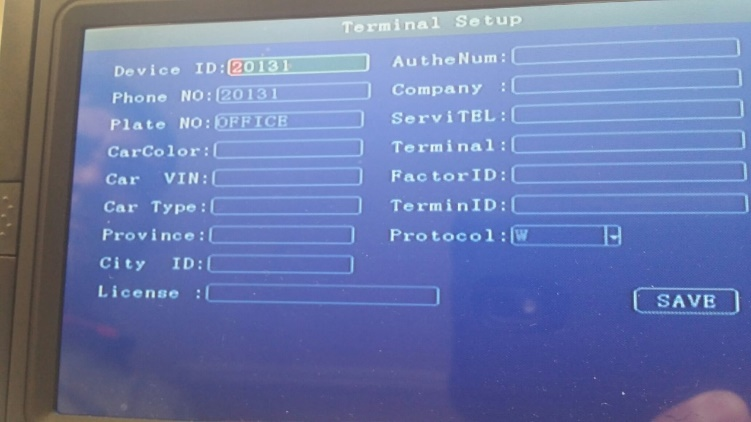 Terminal Setup
Device ID: 20131
Phone NO: 20131
Plate NO: OFFICE
CarColor:
Car VIN:
Car Type:
Province:
City ID:
License :
AutheNum:
Company :
ServiTEL:
Terminal:
FactorID:
TerminID:
Protocol: W
SAVE